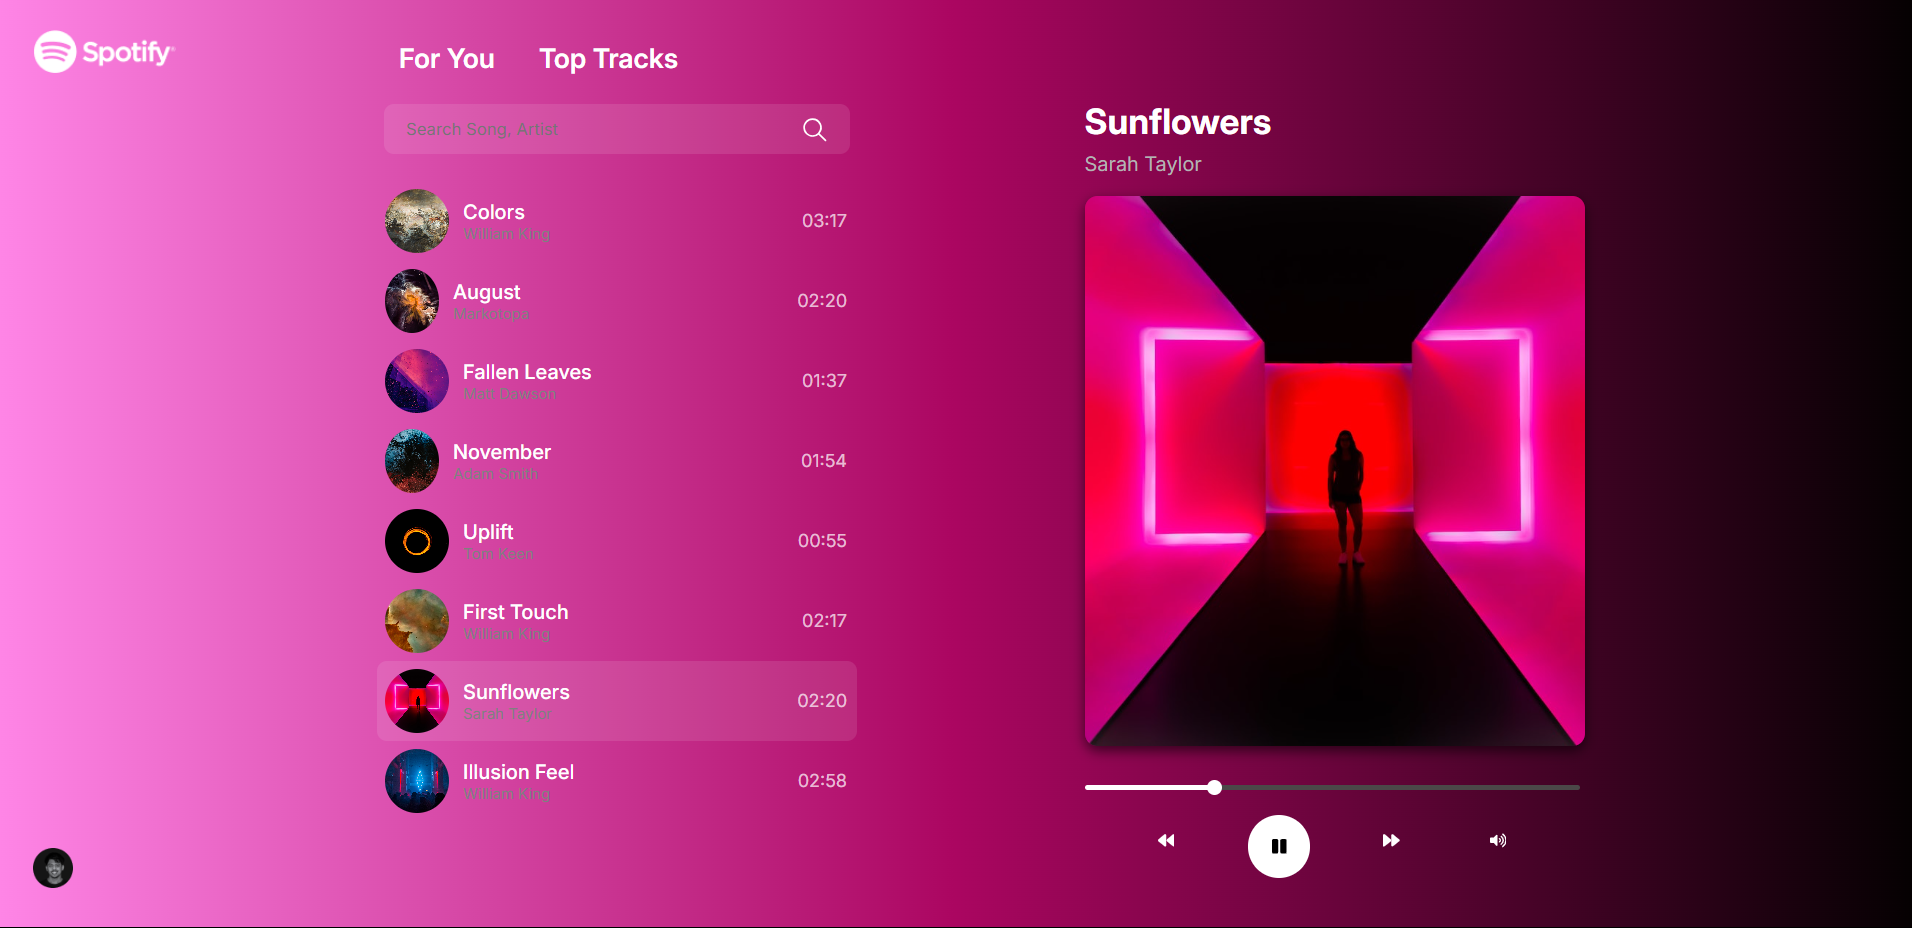 Spotify®
For You Top Tracks
Search Song, Artist
Colors
William King
03:17
August
Markotopa
02:20
Fallen Leaves
Matt Dawson
01:37
November
Adam Smith
01:54
Uplift
Tom Keen
00:55
First Touch
William King
02:17
Sunflowers
Sarah Taylor
02:20
Illusion Feel
William King
02:58
Sunflowers
Sarah Taylor